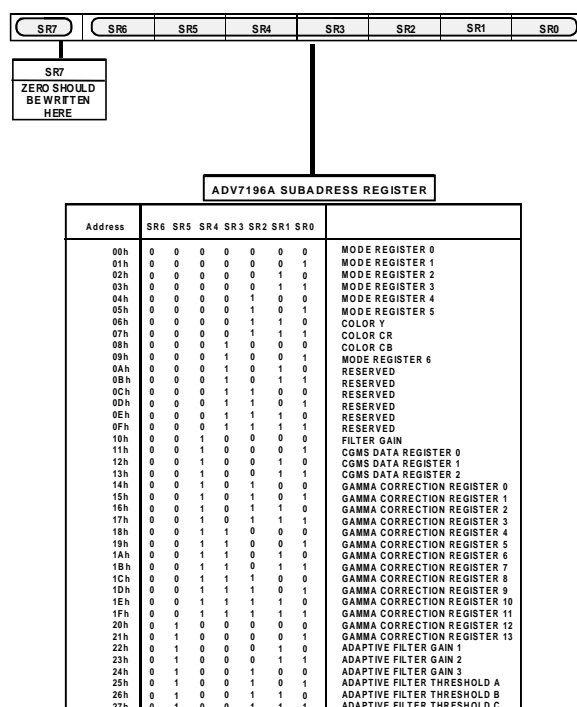 SR7 SR6 SR5 SR4 SR3 SR2 SR1 SR0
SR7
ZERO SHOULD
BE WRITTEN
HERE
ADV7196A SUBADRESS REGISTER
Address SR6 SR5 SR4 SR3 SR2 SR1 SR0
00h 0 0 0 0 0 0 0 MODE REGISTER 0
01h 0 0 0 0 0 0 1 MODE REGISTER 1
02h 0 0 0 0 0 1 0 MODE REGISTER 2
03h 0 0 0 0 0 1 1 MODE REGISTER 3
04h 0 0 0 0 1 0 0 MODE REGISTER 4
05h 0 0 0 0 1 0 1 MODE REGISTER 5
06h 0 0 0 0 1 1 0 COLOR Y
07h 0 0 0 0 1 1 1 COLOR CR
08h 0 0 0 1 0 0 0 COLOR CB
09h 0 0 0 1 0 0 1 MODE REGISTER 6
0Ah 0 0 0 1 0 1 0 RESERVED
0Bh 0 0 0 1 0 1 1 RESERVED
0Ch 0 0 0 1 1 0 0 RESERVED
0Dh 0 0 0 1 1 0 1 RESERVED
0Eh 0 0 0 1 1 1 0 RESERVED
0Fh 0 0 0 1 1 1 1 RESERVED
10h 0 0 1 0 0 0 0 FILTER GAIN
11h 0 0 1 0 0 0 1 CGMS DATA REGISTER 0
12h 0 0 1 0 0 1 0 CGMS DATA REGISTER 1
13h 0 0 1 0 0 1 1 CGMS DATA REGISTER 2
14h 0 0 1 0 1 0 0 GAMMA CORRECTION REGISTER 0
15h 0 0 1 0 1 0 1 GAMMA CORRECTION REGISTER 1
16h 0 0 1 0 1 1 0 GAMMA CORRECTION REGISTER 2
17h 0 0 1 0 1 1 1 GAMMA CORRECTION REGISTER 3
18h 0 0 1 1 0 0 0 GAMMA CORRECTION REGISTER 4
19h 0 0 1 1 0 0 1 GAMMA CORRECTION REGISTER 5
1Ah 0 0 1 1 0 1 0 GAMMA CORRECTION REGISTER 6
1Bh 0 0 1 1 0 1 1 GAMMA CORRECTION REGISTER 7
1Ch 0 0 1 1 1 0 0 GAMMA CORRECTION REGISTER 8
1Dh 0 0 1 1 1 0 1 GAMMA CORRECTION REGISTER 9
1Eh 0 0 1 1 1 1 0 GAMMA CORRECTION REGISTER 10
1Fh 0 0 1 1 1 1 1 GAMMA CORRECTION REGISTER 11
20h 0 1 0 0 0 0 0 GAMMA CORRECTION REGISTER 12
21h 0 1 0 0 0 0 1 GAMMA CORRECTION REGISTER 13
22h 0 1 0 0 0 1 0 ADAPTIVE FILTER GAIN 1
23h 0 1 0 0 0 1 1 ADAPTIVE FILTER GAIN 2
24h 0 1 0 0 1 0 0 ADAPTIVE FILTER GAIN 3
25h 0 1 0 0 1 0 1 ADAPTIVE FILTER THRESHOLD A
26h 0 1 0 0 1 1 0 ADAPTIVE FILTER THRESHOLD B
27h 0 1 0 0 1 1 1 ADAPTIVE FILTER THRESHOLD C